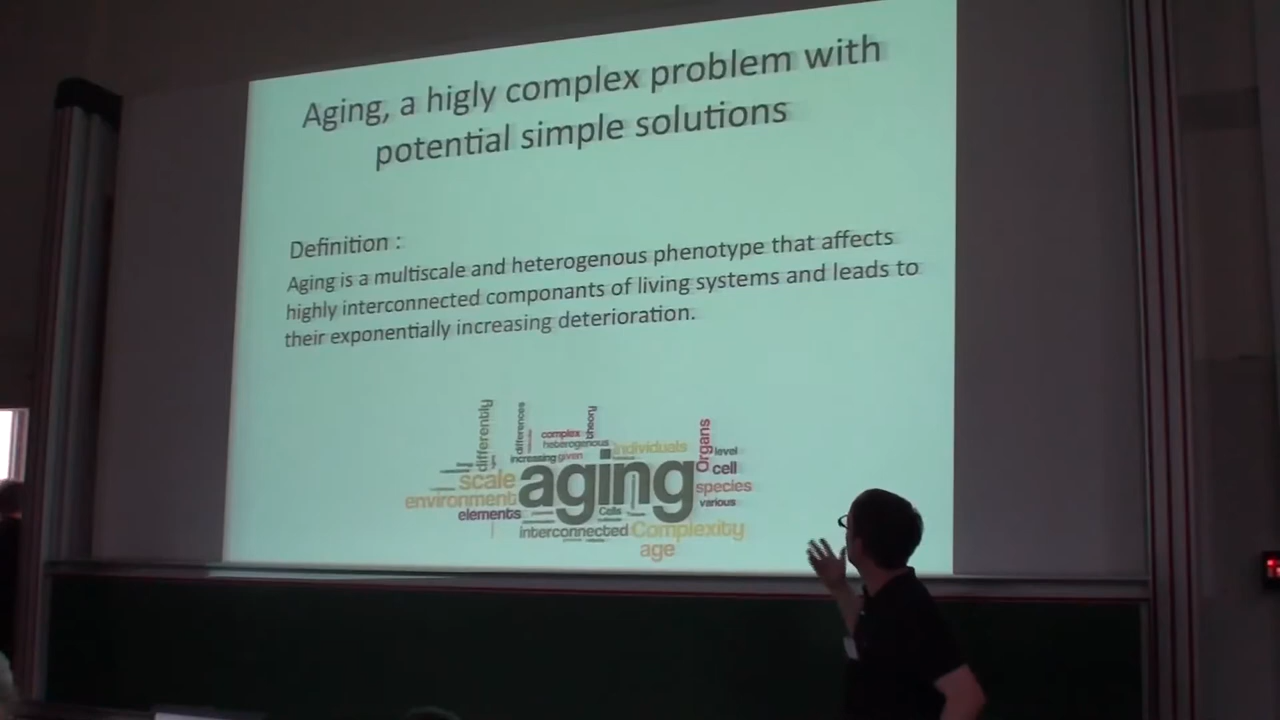 Aging, a higly complex problem with
potential simple solutions
Definition :
Aging is a multiscale and heterogenous phenotype that affects
highly interconnected componants of living systems and leads to
their exponentially increasing deterioration.
differently
differences
complex
theory
heterogenous
individuals
Organs
level
increasing given
cell
scale
aging
species
environment
various
elements
Cells
interconnected
Complexity
age